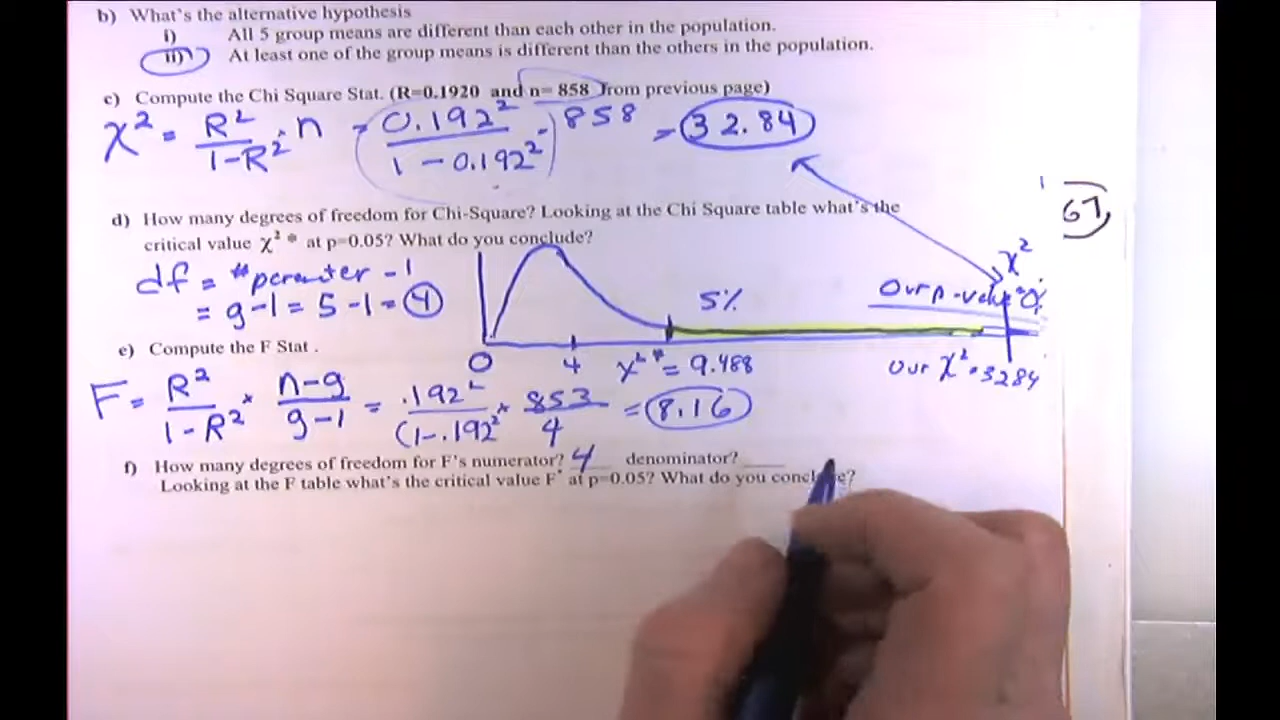 b) What's the alternative hypothesis
i) All 5 group means are different than each other in the population.
ii) At least one of the group means is different than the others in the population.
c) Compute the Chi Square Stat. (R=0.1920 and n= 858 from previous page)
χ² = R² / 1-R² · n = (0.192² / 1 - 0.192²) · 858 = 32.84
d) How many degrees of freedom for Chi-Square? Looking at the Chi Square table what's the
critical value χ² * at p=0.05? What do you conclude?
df = # -1
= g-1 = 5-1 = 4
5%
χ²
Our p-value
0 4 χ²* = 9.488
our χ² = 3284
67
e) Compute the F Stat .
F = R² / 1-R² * n-g / g-1 = .192² / (1-.192² * 853 / 4 = 8.16
f) How many degrees of freedom for F's numerator? 4 denominator? ____
Looking at the F table what's the critical value F* at p=0.05? What do you